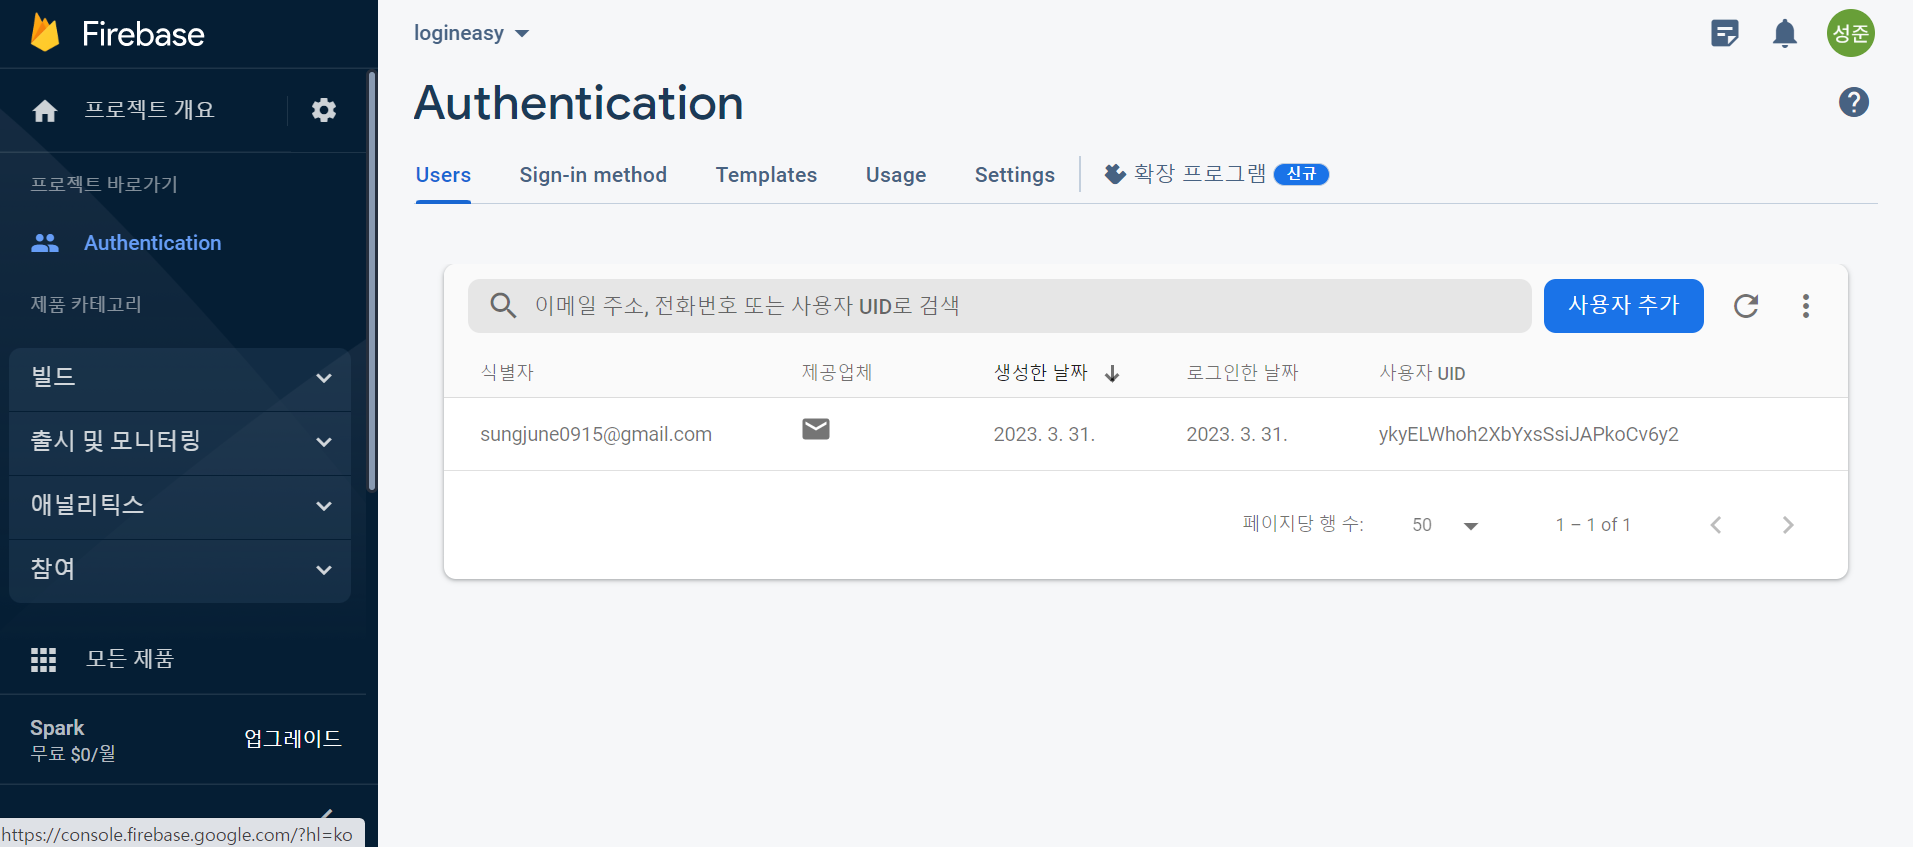 Firebase
프로젝트 개요
프로젝트 바로가기
Authentication
제품 카테고리
빌드
출시 및 모니터링
애널리틱스
참여
모든 제품
Spark
무료 $0/월
업그레이드
https://console.firebase.google.com/?hl=ko
logineasy
성준
Authentication
Users Sign-in method Templates Usage Settings 확장 프로그램 신규
이메일 주소, 전화번호 또는 사용자 UID로 검색
사용자 추가
식별자 제공업체 생성한 날짜 로그인한 날짜 사용자 UID
sungjune0915@gmail.com 2023. 3. 31. 2023. 3. 31. ykyELWhoh2XbYxsSsiJAPkoCv6y2
페이지당 행 수: 50 1 – 1 of 1